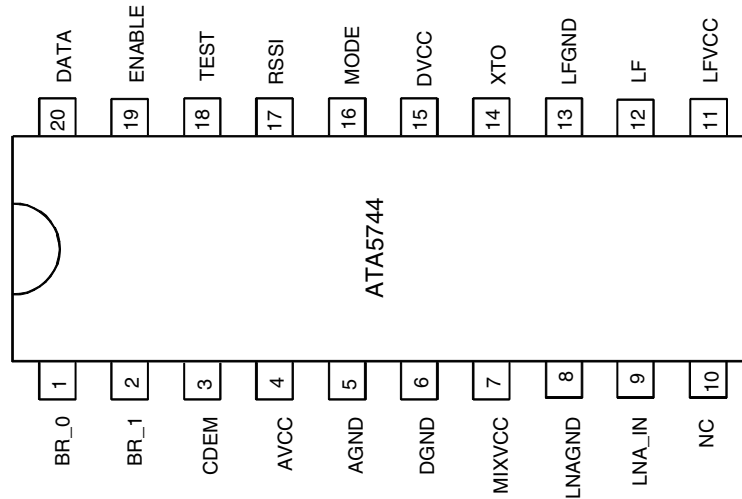 DATA
ENABLE
TEST
RSSI
MODE
DVCC
XTO
LFGND
LF
LFVCC
20
19
18
17
16
15
14
13
12
11
ATA5744
1
2
3
4
5
6
7
8
9
10
BR_0
BR_1
CDEM
AVCC
AGND
DGND
MIXVCC
LNAGND
LNA_IN
NC